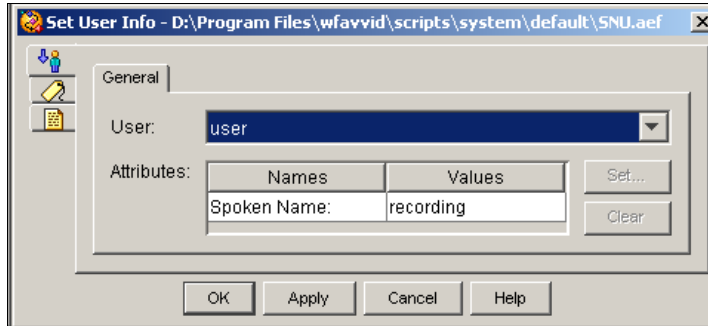 Set User Info - D:\Program Files\wfavvid\scripts\system\default\SNU.aef
General
User: user
Attributes: Names Values Set...
Spoken Name: recording
Clear
OK Apply Cancel Help